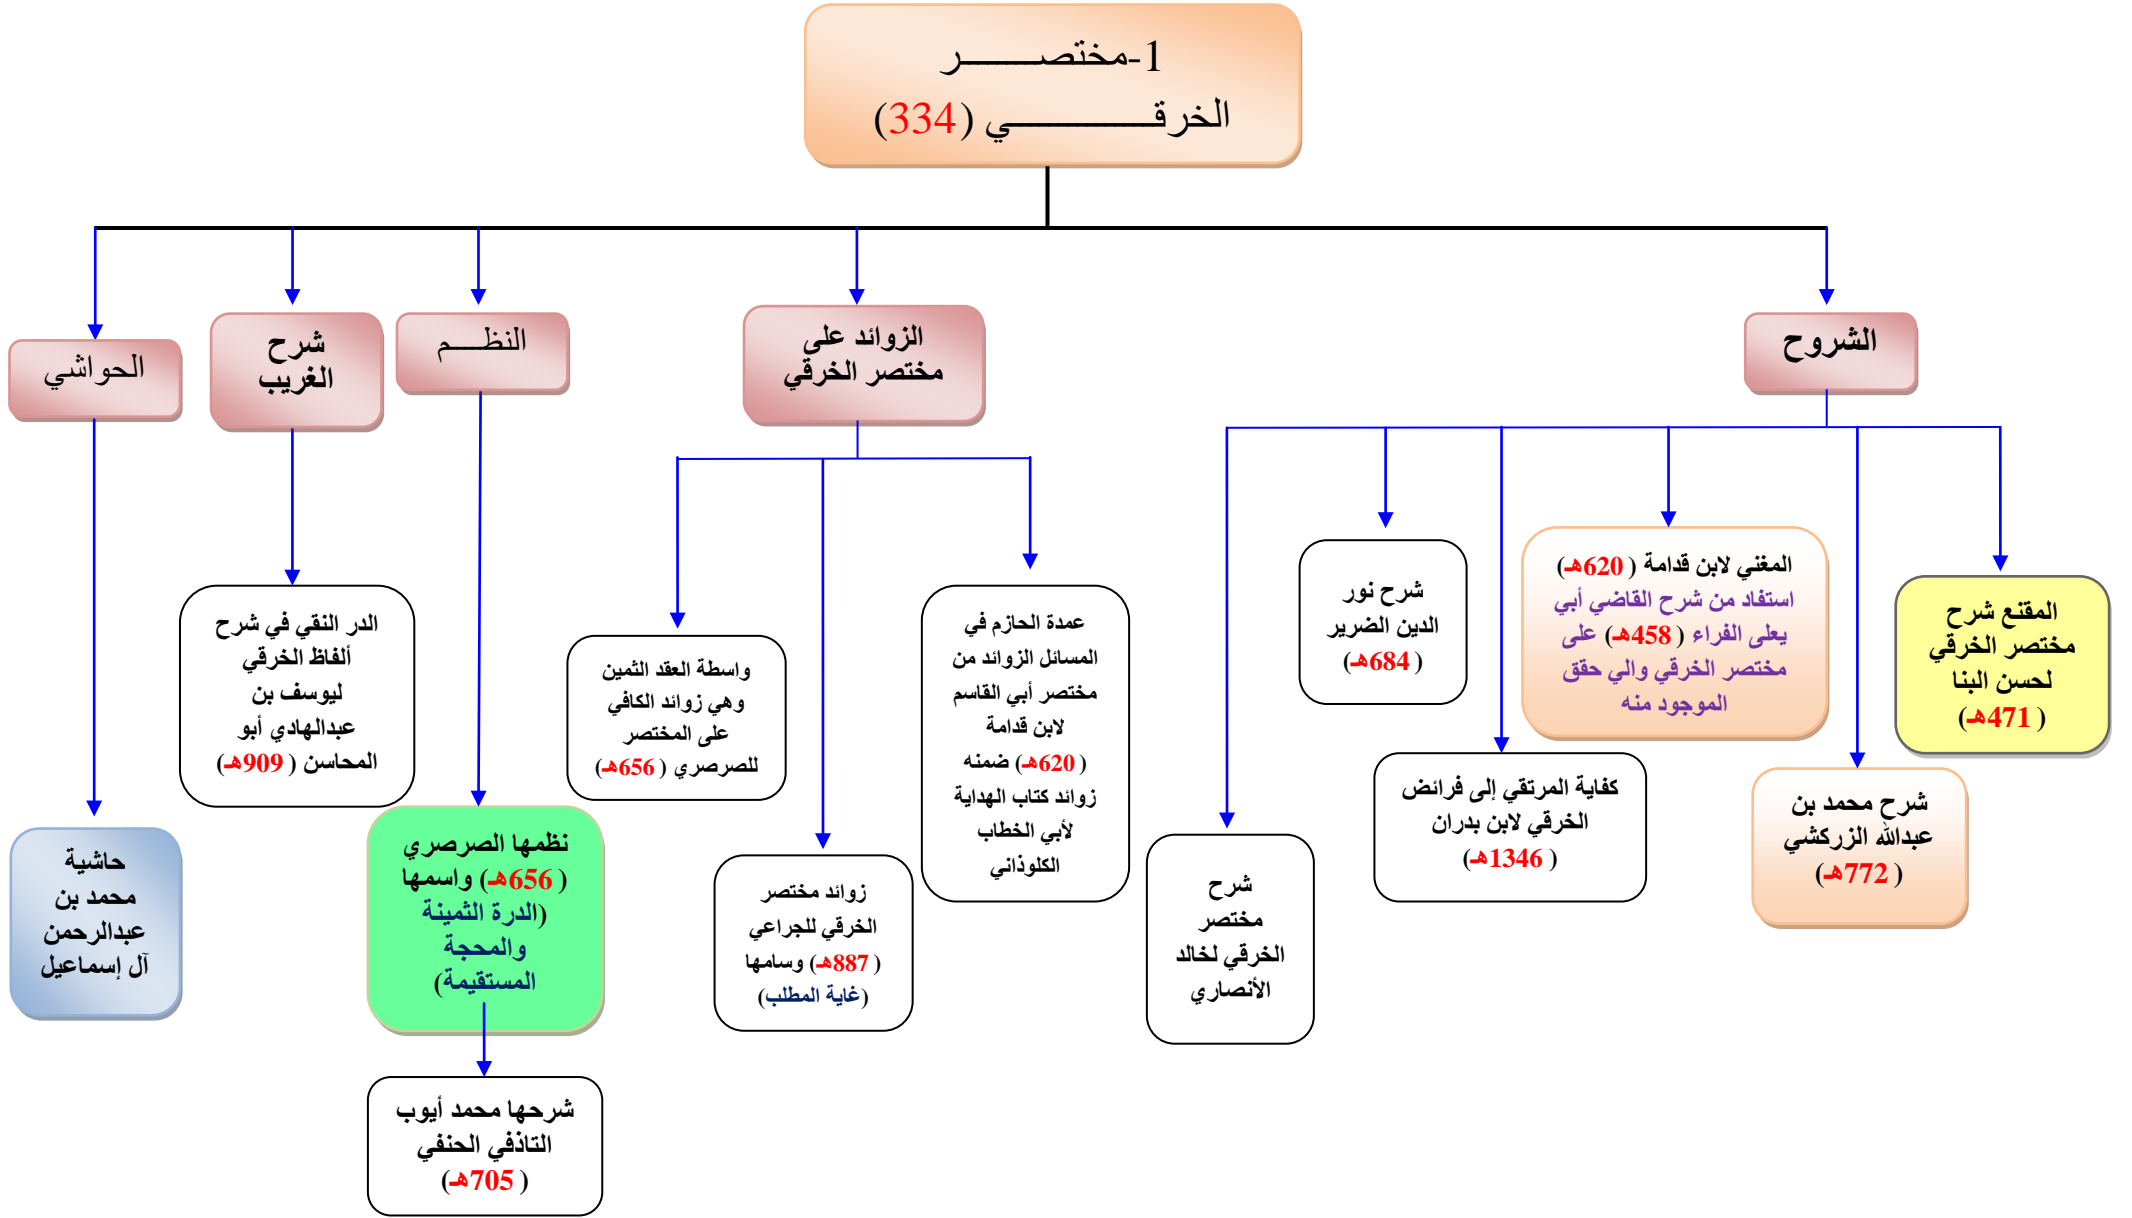 1-مختصـــــــــر
الخرقـــــــــــــــي (334)
الشروح
الزوائد على
مختصر الخرقي
النظـــم
شرح
الغريب
الحواشي
المقنع شرح
مختصر الخرقي
لحسن البنا
(471هـ)
شرح محمد بن
عبدالله الزركشي
(772هـ)
المغني لابن قدامة (620هـ)
استفاد من شرح القاضي أبي
يعلى الفراء (458هـ) على
مختصر الخرقي والي حقق
الموجود منه
كفاية المرتقي إلى فرائض
الخرقي لابن بدران
(1346هـ)
شرح نور
الدين الضرير
(684هـ)
شرح
مختصر
الخرقي لخالد
الأنصاري
عمدة الحازم في
المسائل الزوائد من
مختصر أبي القاسم
لابن قدامة
(620هـ) ضمنه
زوائد كتاب الهداية
لأبي الخطاب
الكلوذاني
زوائد مختصر
الخرقي للجراعي
(887هـ) وسامها
(غاية المطلب)
واسطة العقد الثمين
وهي زوائد الكافي
على المختصر
للصرصري (656هـ)
نظمها الصرصري
(656هـ) واسمها
(الدرة الثمينة
والمحجة
المستقيمة)
شرحها محمد أيوب
التاذفي الحنفي
(705هـ)
الدر النقي في شرح
ألفاظ الخرقي
ليوسف بن
عبدالهادي أبو
المحاسن (909هـ)
حاشية
محمد بن
عبدالرحمن
آل إسماعيل